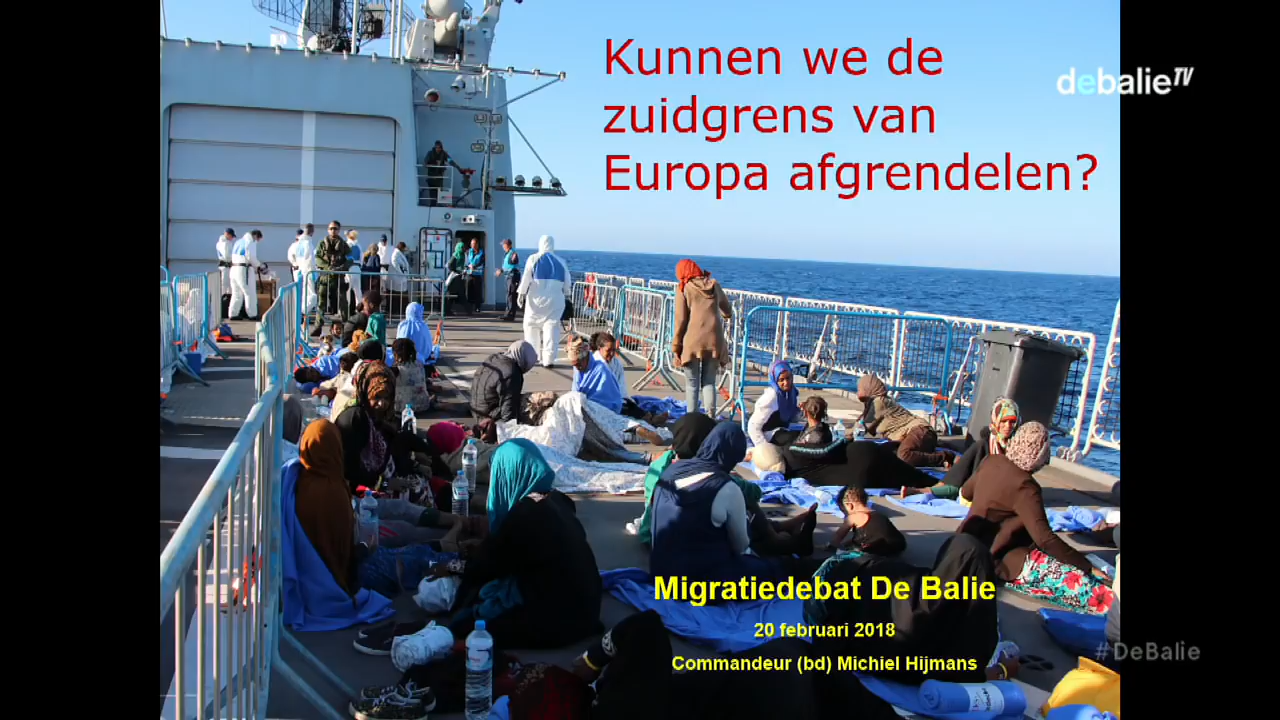 Kunnen we de
zuidgrens van
Europa afgrendelen?
debalieTV
Migratiedebat De Balie
20 februari 2018
Commandeur (bd) Michiel Hijmans
#DeBalie